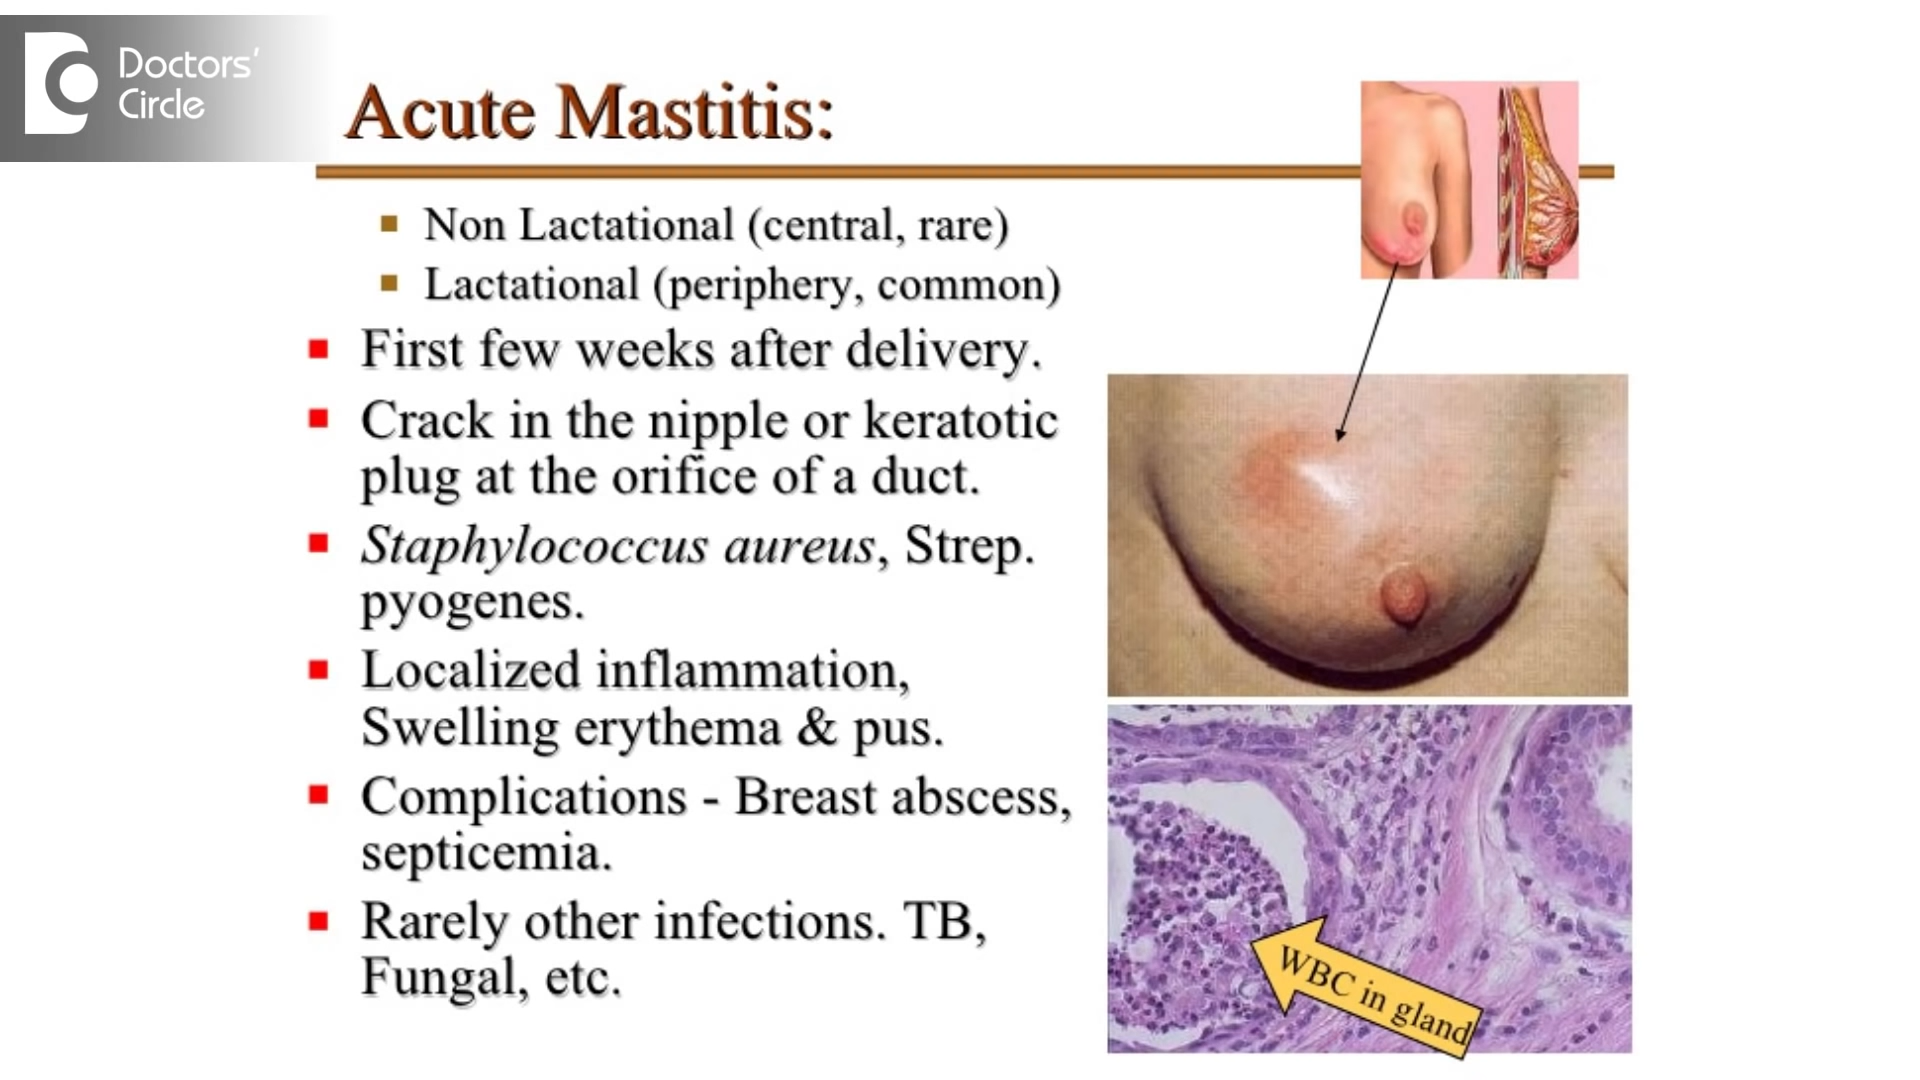 Doctors'
Circle
Acute Mastitis:
Non Lactational (central, rare)
Lactational (periphery, common)
First few weeks after delivery.
Crack in the nipple or keratotic
plug at the orifice of a duct.
Staphylococcus aureus, Strep.
pyogenes.
Localized inflammation,
Swelling erythema & pus.
Complications - Breast abscess,
septicemia.
Rarely other infections. TB,
Fungal, etc.
WBC in gland